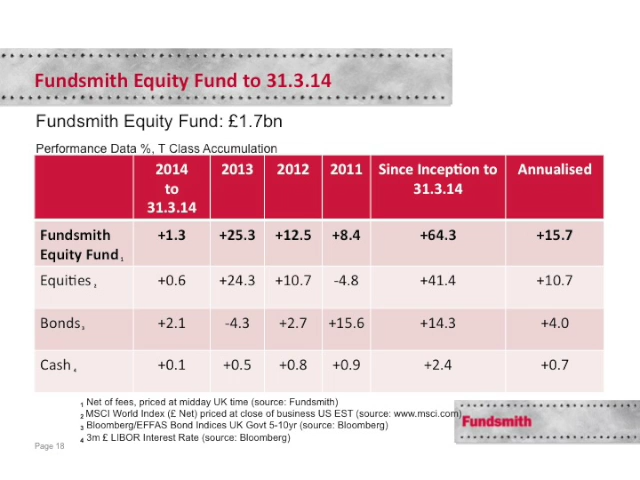 Fundsmith Equity Fund to 31.3.14
Fundsmith Equity Fund: £1.7bn
Performance Data %, T Class Accumulation
2014 to 31.3.14 2013 2012 2011 Since Inception to 31.3.14 Annualised
Fundsmith Equity Fund 1 +1.3 +25.3 +12.5 +8.4 +64.3 +15.7
Equities 2 +0.6 +24.3 +10.7 -4.8 +41.4 +10.7
Bonds 3 +2.1 -4.3 +2.7 +15.6 +14.3 +4.0
Cash 4 +0.1 +0.5 +0.8 +0.9 +2.4 +0.7
1 Net of fees, priced at midday UK time (source: Fundsmith)
2 MSCI World Index (£ Net) priced at close of business US EST (source: www.msci.com)
3 Bloomberg/EFFAS Bond Indices UK Govt 5-10yr (source: Bloomberg)
4 3m £ LIBOR Interest Rate (source: Bloomberg)
Page 18
Fundsmith